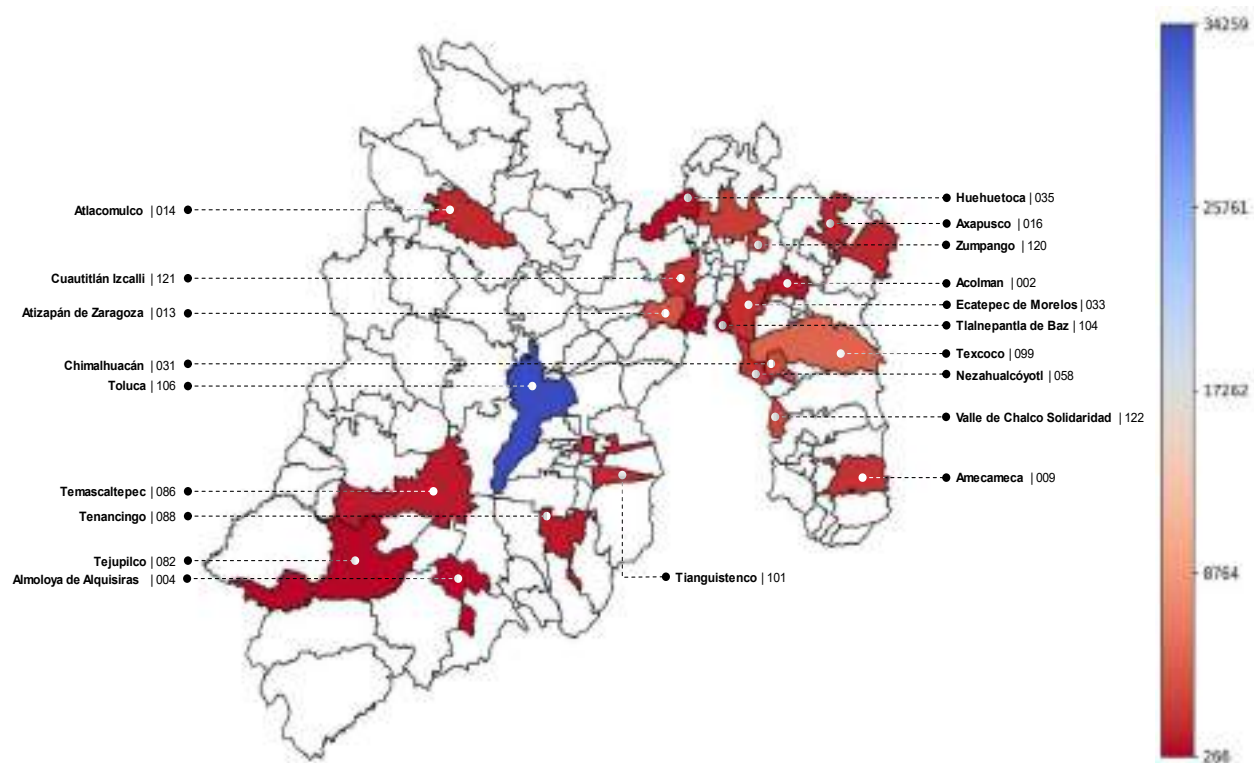 Atlacomulco | 014
Cuautitlán Izcalli | 121
Atizapán de Zaragoza | 013
Chimalhuacán | 031
Toluca | 106
Temascaltepec | 086
Tenancingo | 088
Tejupilco | 082
Almoloya de Alquisiras | 004
Tianguistenco | 101
Huehuetoca | 035
Axapusco | 016
Zumpango | 120
Acolman | 002
Ecatepec de Morelos | 033
Tlalnepantla de Baz | 104
Texcoco | 099
Nezahualcóyotl | 058
Valle de Chalco Solidaridad | 122
Amecameca | 009
34259
25761
17262
8764
266